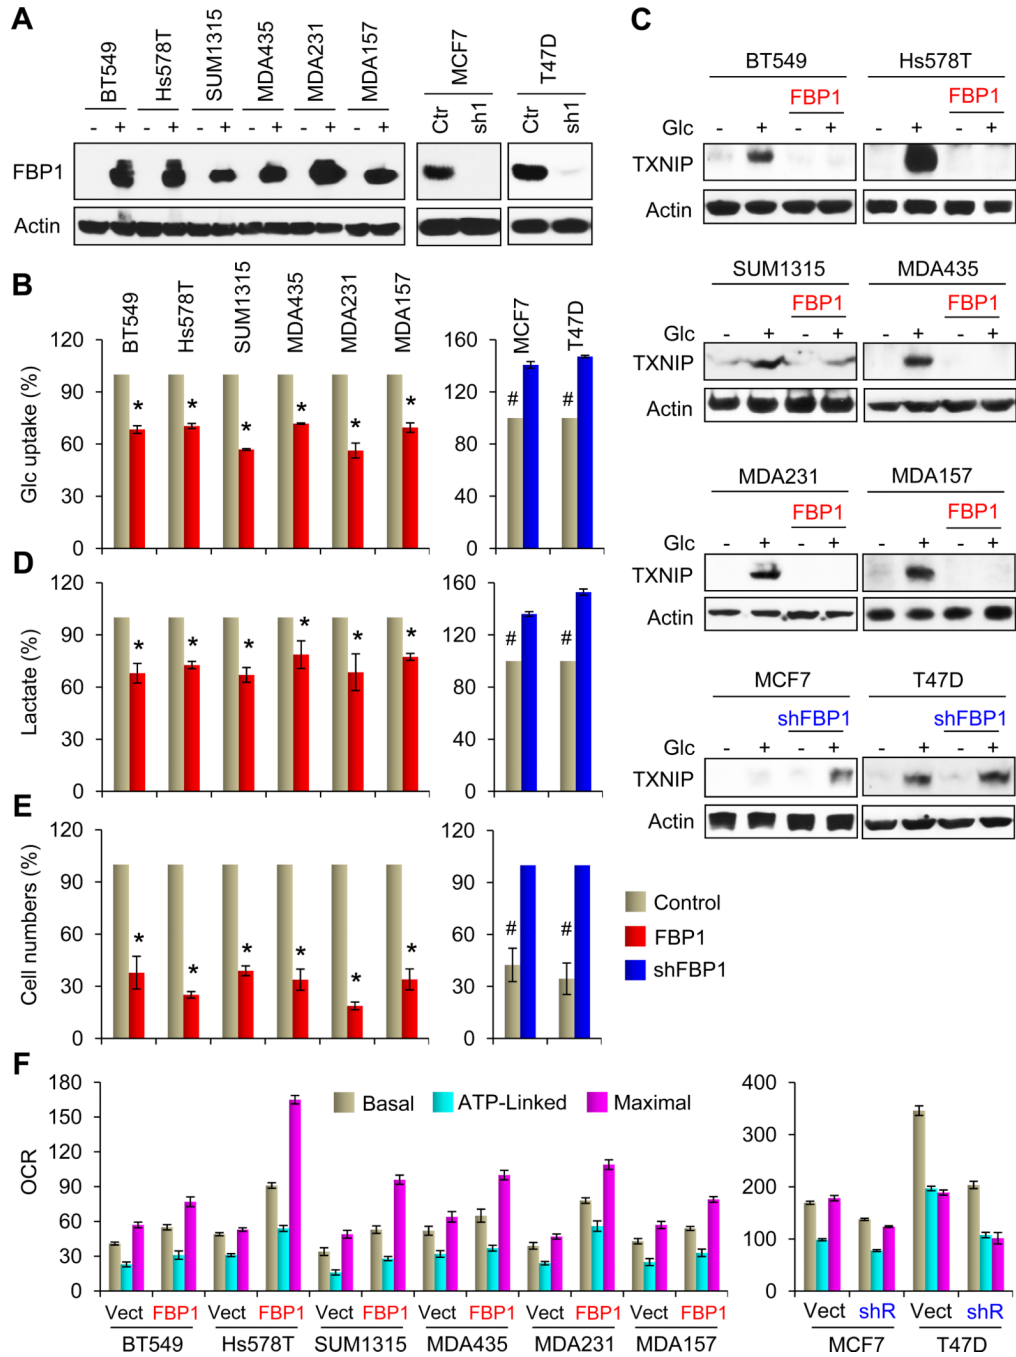 A
BT549 Hs578T SUM1315 MDA435 MDA231 MDA157 MCF7 T47D
- + - + - + - + - + - + Ctr sh1 Ctr sh1
FBP1
Actin
B
BT549 Hs578T SUM1315 MDA435 MDA231 MDA157 MCF7 T47D
Glc uptake (%)
120
90
60
30
0
* * * * * *
160
120
80
40
0
# #
D
Lactate (%)
120
90
60
30
0
* * * * * *
160
120
80
40
0
# #
E
Cell numbers (%)
120
90
60
30
0
* * * * * *
120
90
60
30
0
# #
Control
FBP1
shFBP1
C
BT549 Hs578T
FBP1 FBP1
Glc - + - + - + - +
TXNIP
Actin
SUM1315 MDA435
FBP1 FBP1
Glc - + - + - + - +
TXNIP
Actin
MDA231 MDA157
FBP1 FBP1
Glc - + - + - + - +
TXNIP
Actin
MCF7 T47D
shFBP1 shFBP1
Glc - + - + - + - +
TXNIP
Actin
F
OCR
180
150
120
90
60
30
0
Basal ATP-Linked Maximal
Vect FBP1 Vect FBP1 Vect FBP1 Vect FBP1 Vect FBP1 Vect FBP1
BT549 Hs578T SUM1315 MDA435 MDA231 MDA157
400
300
200
100
0
Vect shR Vect shR
MCF7 T47D